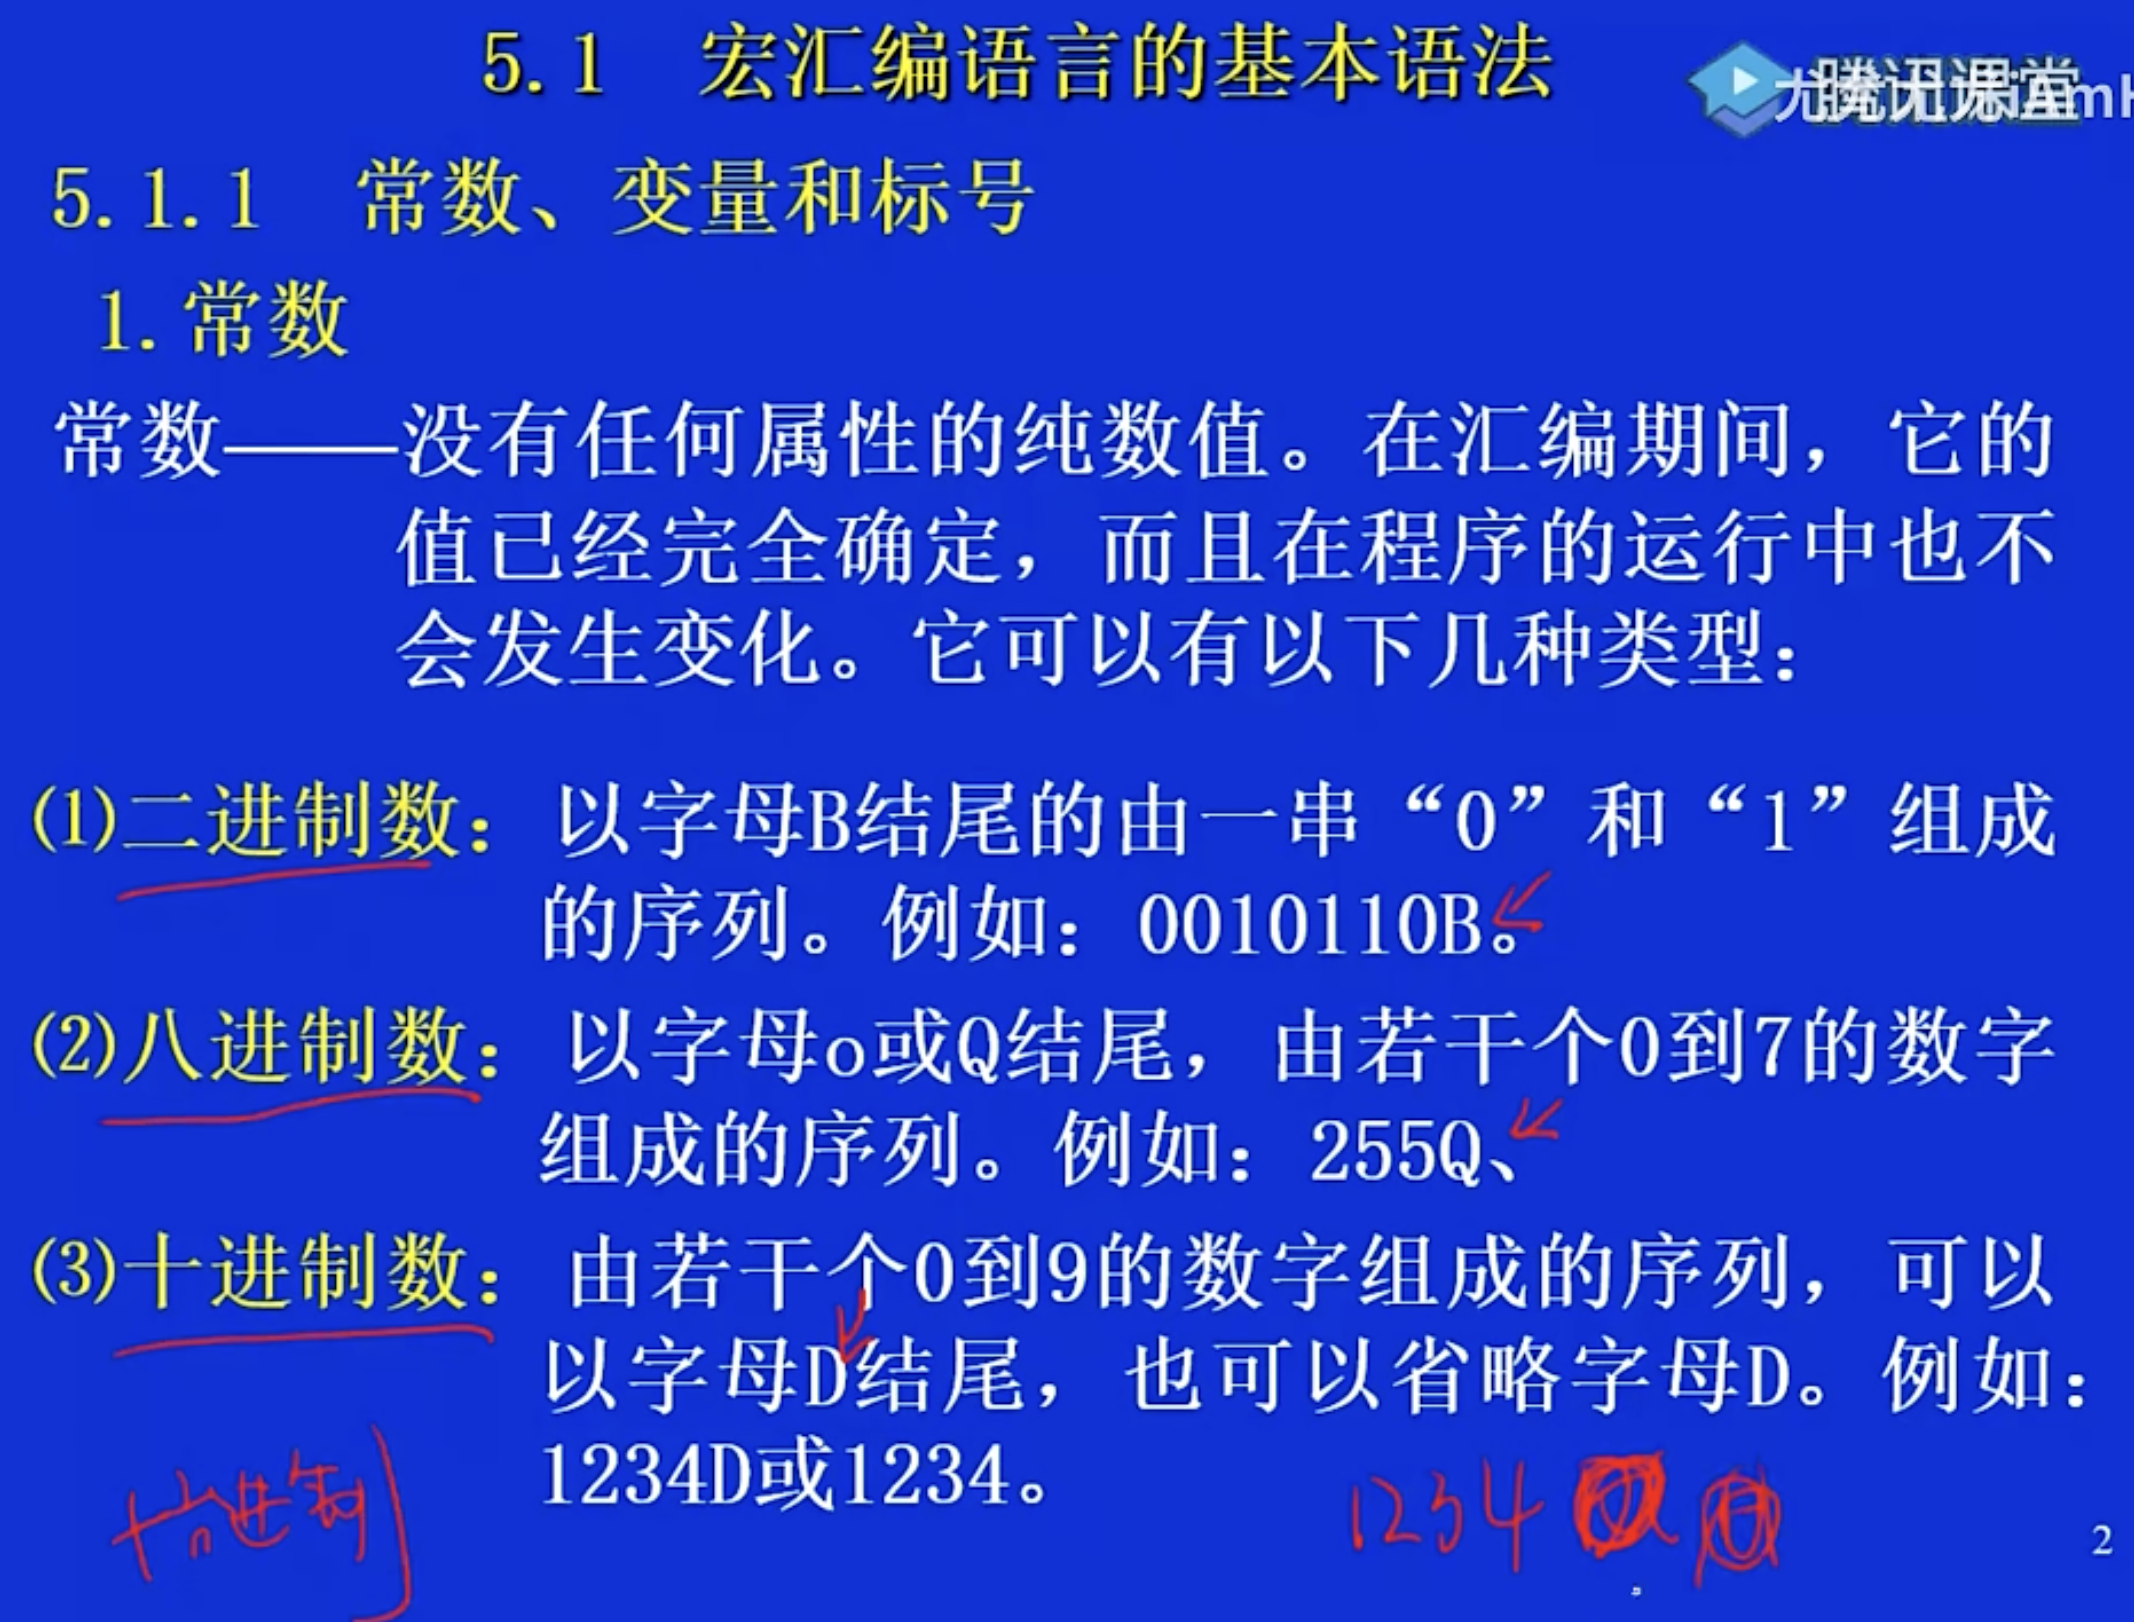 5.1 宏汇编语言的基本语法
腾讯课堂
5.1.1 常数、变量和标号
1.常数
常数——没有任何属性的纯数值。在汇编期间，它的
值已经完全确定，而且在程序的运行中也不
会发生变化。它可以有以下几种类型：
(1)二进制数：以字母B结尾的由一串“0”和“1”组成
的序列。例如：0010110B。
(2)八进制数：以字母o或Q结尾，由若干个0到7的数字
组成的序列。例如：255Q、
(3)十进制数：由若干个0到9的数字组成的序列，可以
以字母D结尾，也可以省略字母D。例如：
1234D或1234。
十六进制
1234
2